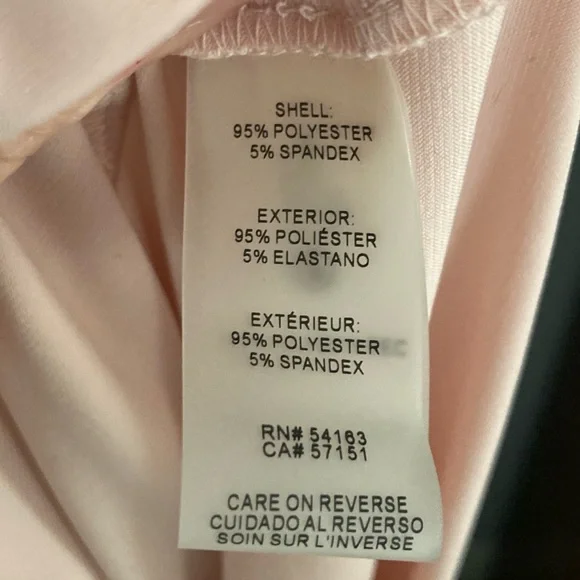 SHELL:
95% POLYESTER
5% SPANDEX
EXTERIOR:
95% POLIÉSTER
5% ELASTANO
EXTÉRIEUR:
95% POLYESTER
5% SPANDEX
RN# 54163
CA# 57151
CARE ON REVERSE
CUIDADO AL REVERSO
SOIN SUR L'INVERSE